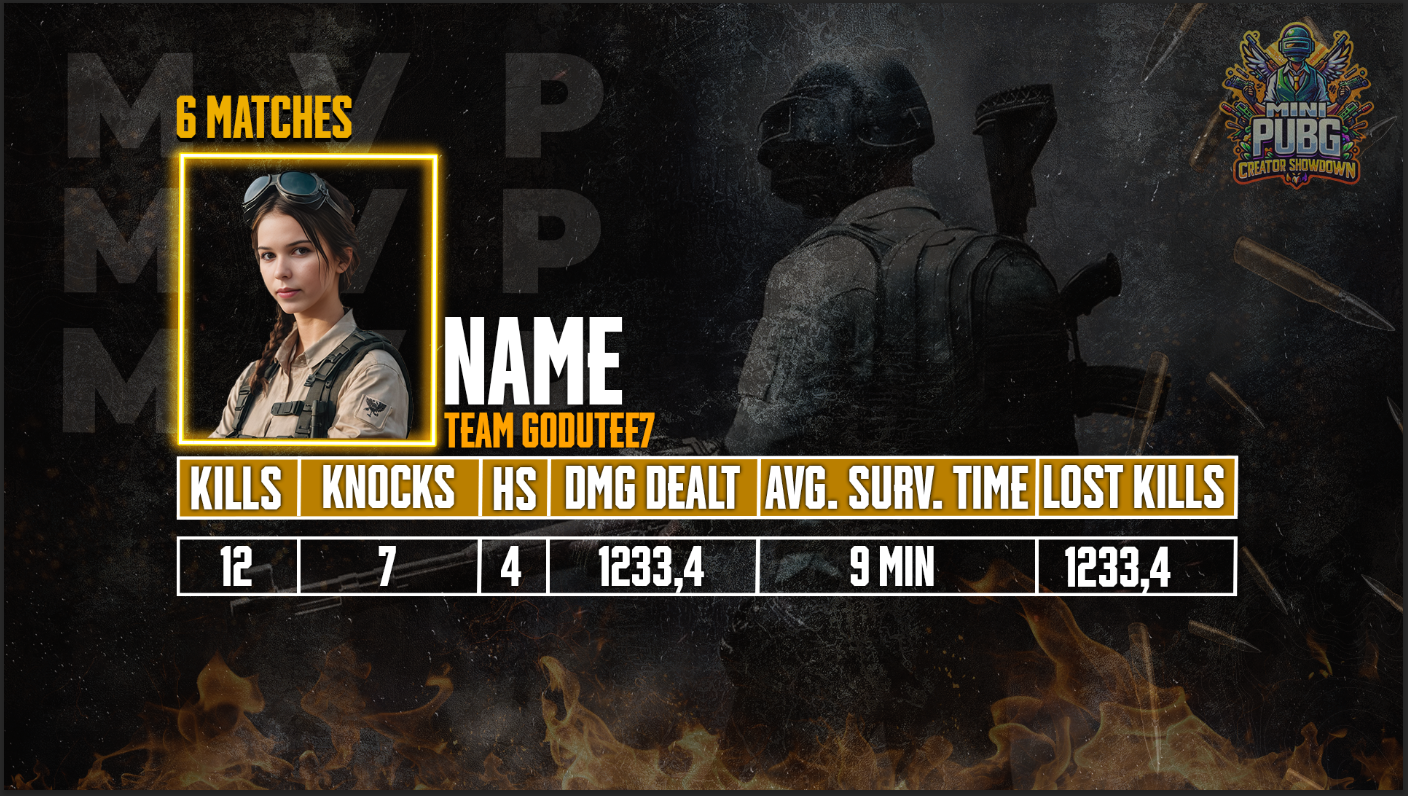 M V P
6 MATCHES
M V P
M
NAME
TEAM GODUTEE7
KILLS KNOCKS HS DMG DEALT AVG. SURV. TIME LOST KILLS
12 7 4 1233,4 9 MIN 1233,4
MINI
PUBG
CREATOR SHOWDOWN